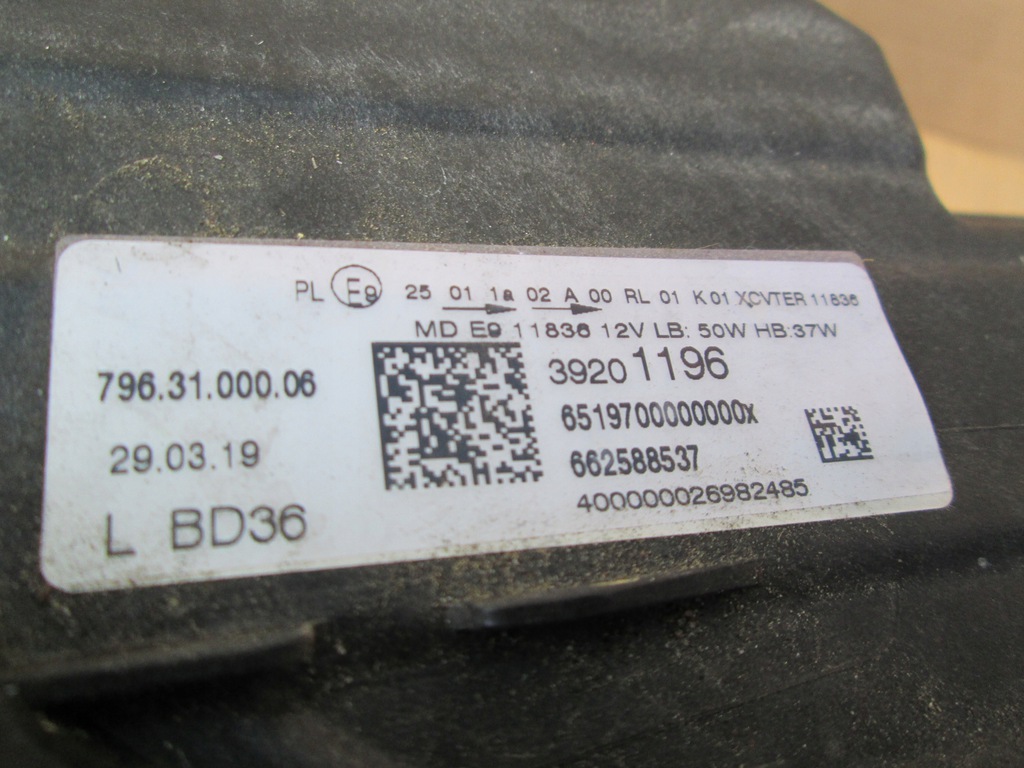 PL E9 25 01 1a 02 A 00 RL 01 K 01 XCVTER 11836
MD E9 11836 12V LB: 50W HB:37W
796.31.000.06
29.03.19
L BD36
39201196
6519700000000x
662588537
400000026982485